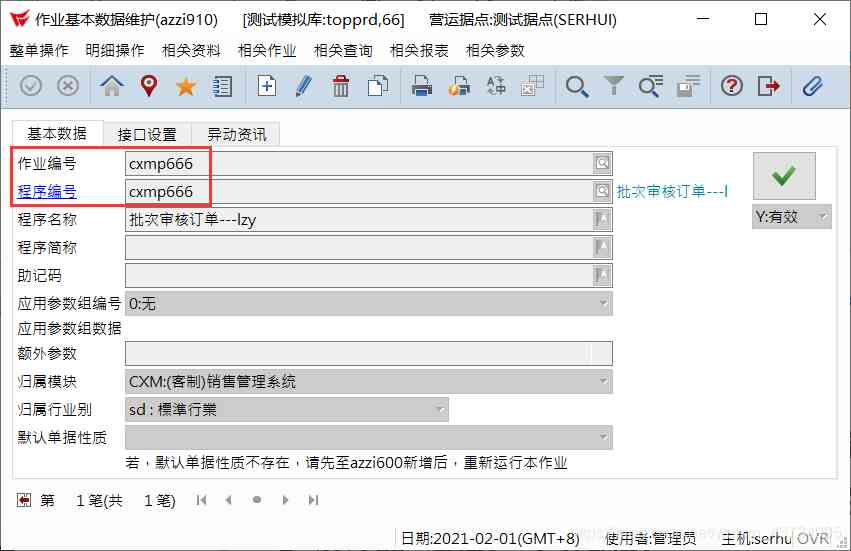 作业基本数据维护(azzi910) [测试模拟库:topprd,66] 营运据点:测试据点(SERHUI)
整单操作 明细操作 相关资料 相关作业 相关查询 相关报表 相关参数
基本数据 接口设置 异动资讯
作业编号 cxmp666
程序编号 cxmp666 批次审核订单---l
程序名称 批次审核订单---lzy
Y:有效
程序简称
助记码
应用参数组编号 0:无
应用参数组数据
额外参数
归属模块 CXM:(客制)销售管理系统
归属行业别 sd : 標準行業
默认单据性质
若，默认单据性质不存在，请先至azzi600新增后，重新运行本作业
第 1 笔(共 1 笔)
日期:2021-02-01(GMT+8) 使用者:管理员 主机:serhu OVR